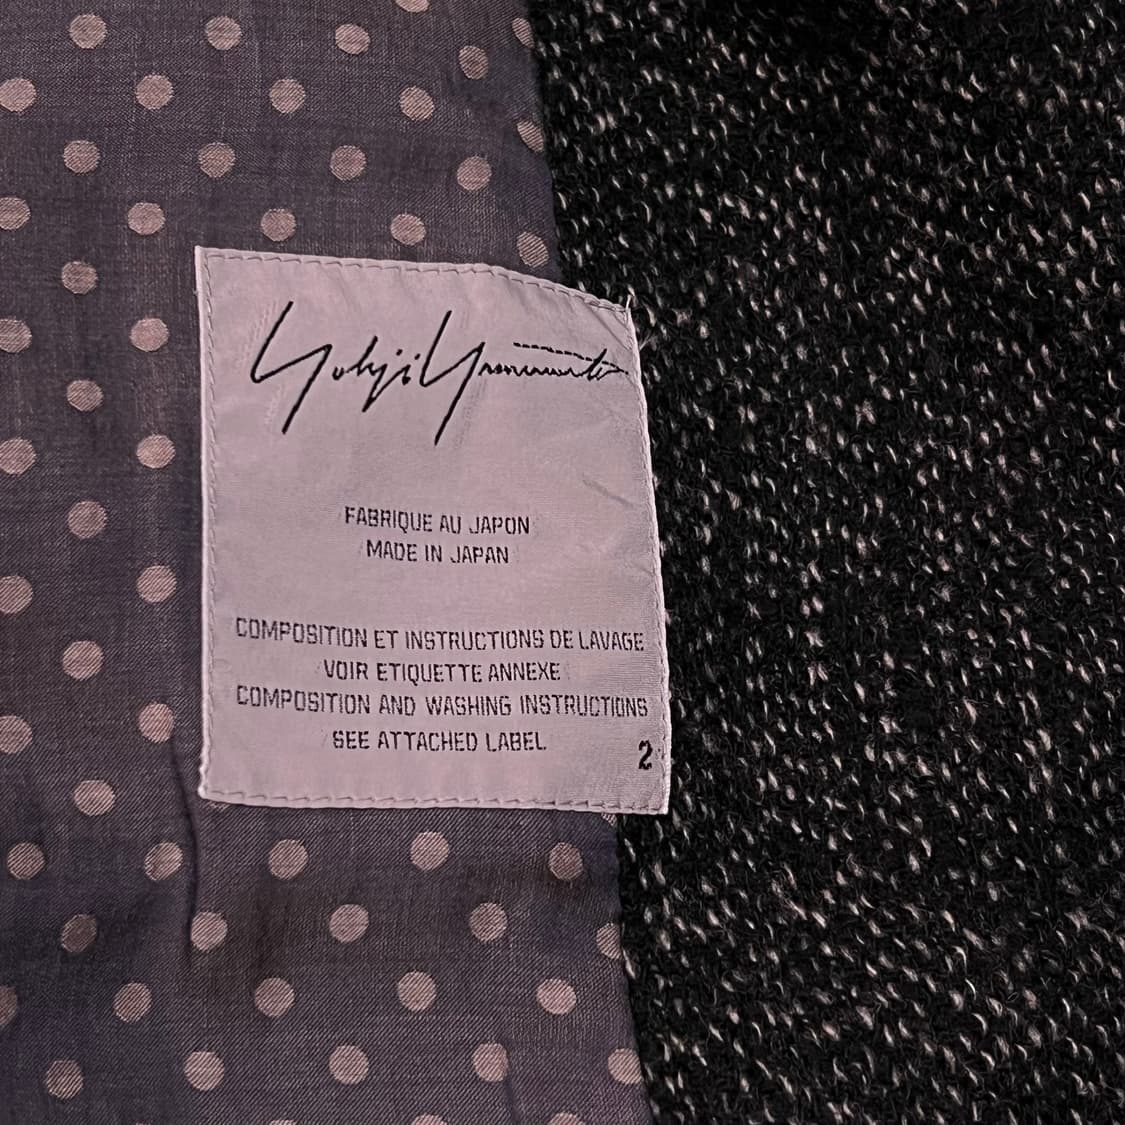 Yohji Yamamoto
FABRIQUE AU JAPON
MADE IN JAPAN
COMPOSITION ET INSTRUCTIONS DE LAVAGE
VOIR ETIQUETTE ANNEXE
COMPOSITION AND WASHING INSTRUCTIONS
SEE ATTACHED LABEL.
2